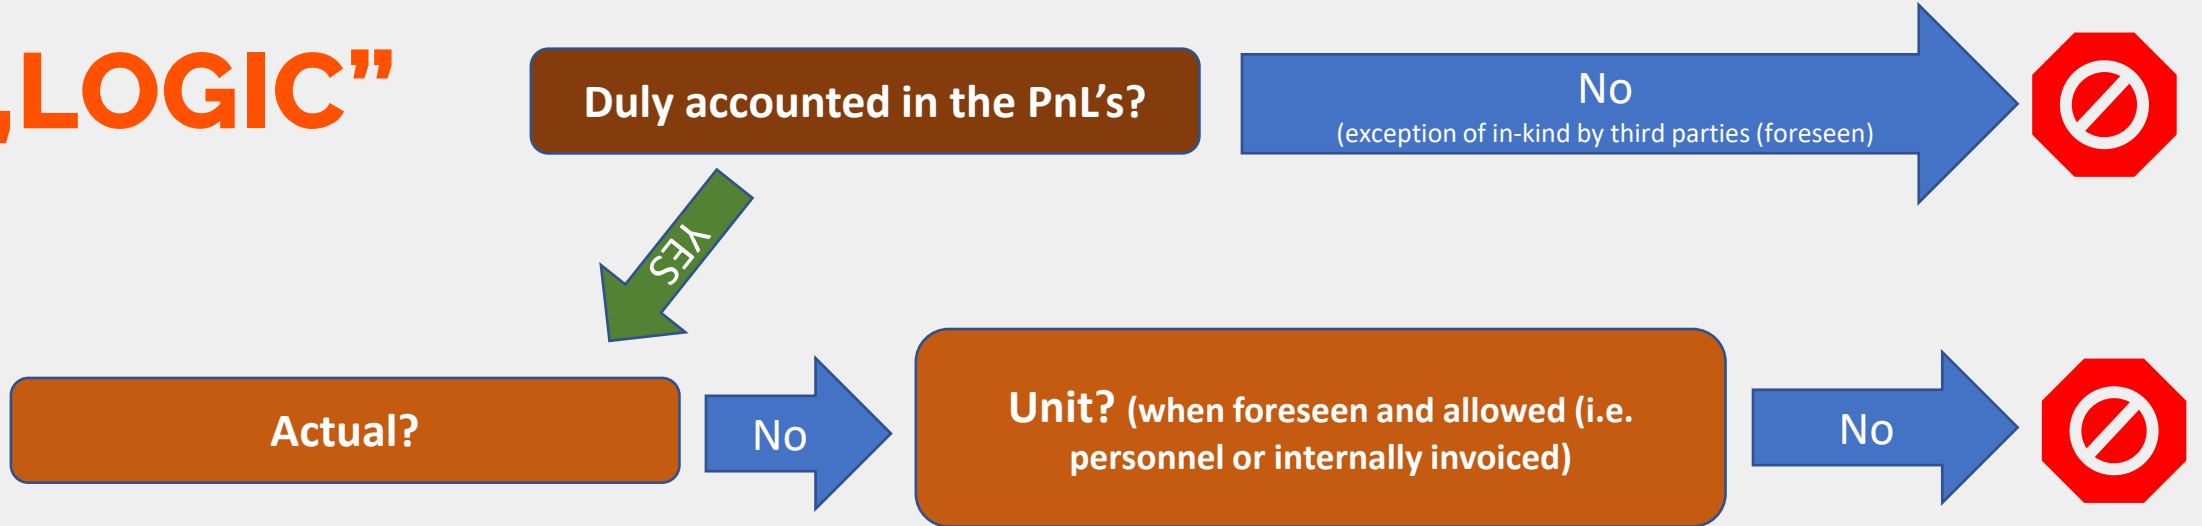 „LOGIC”
Duly accounted in the PnL’s?
No
(exception of in-kind by third parties (foreseen)
YES
Actual?
No
Unit? (when foreseen and allowed (i.e.
personnel or internally invoiced)
No